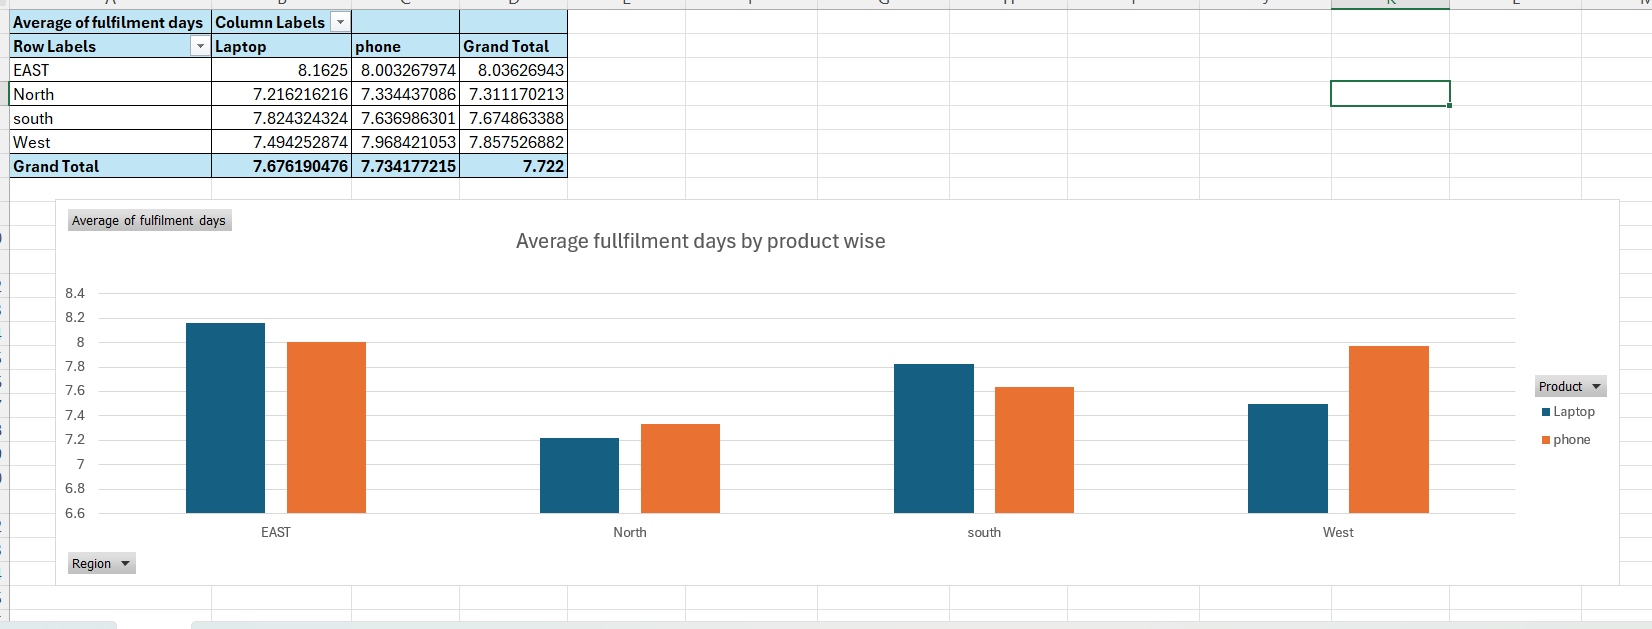 Average of fulfilment days Column Labels
Row Labels Laptop phone Grand Total
EAST 8.1625 8.003267974 8.03626943
North 7.216216216 7.334437086 7.311170213
south 7.824324324 7.636986301 7.674863388
West 7.494252874 7.968421053 7.857526882
Grand Total 7.676190476 7.734177215 7.722
Average of fulfilment days
Average fullfilment days by product wise
8.4
8.2
8
7.8
7.6
7.4
7.2
7
6.8
6.6
EAST North south West
Product
Laptop
phone
Region